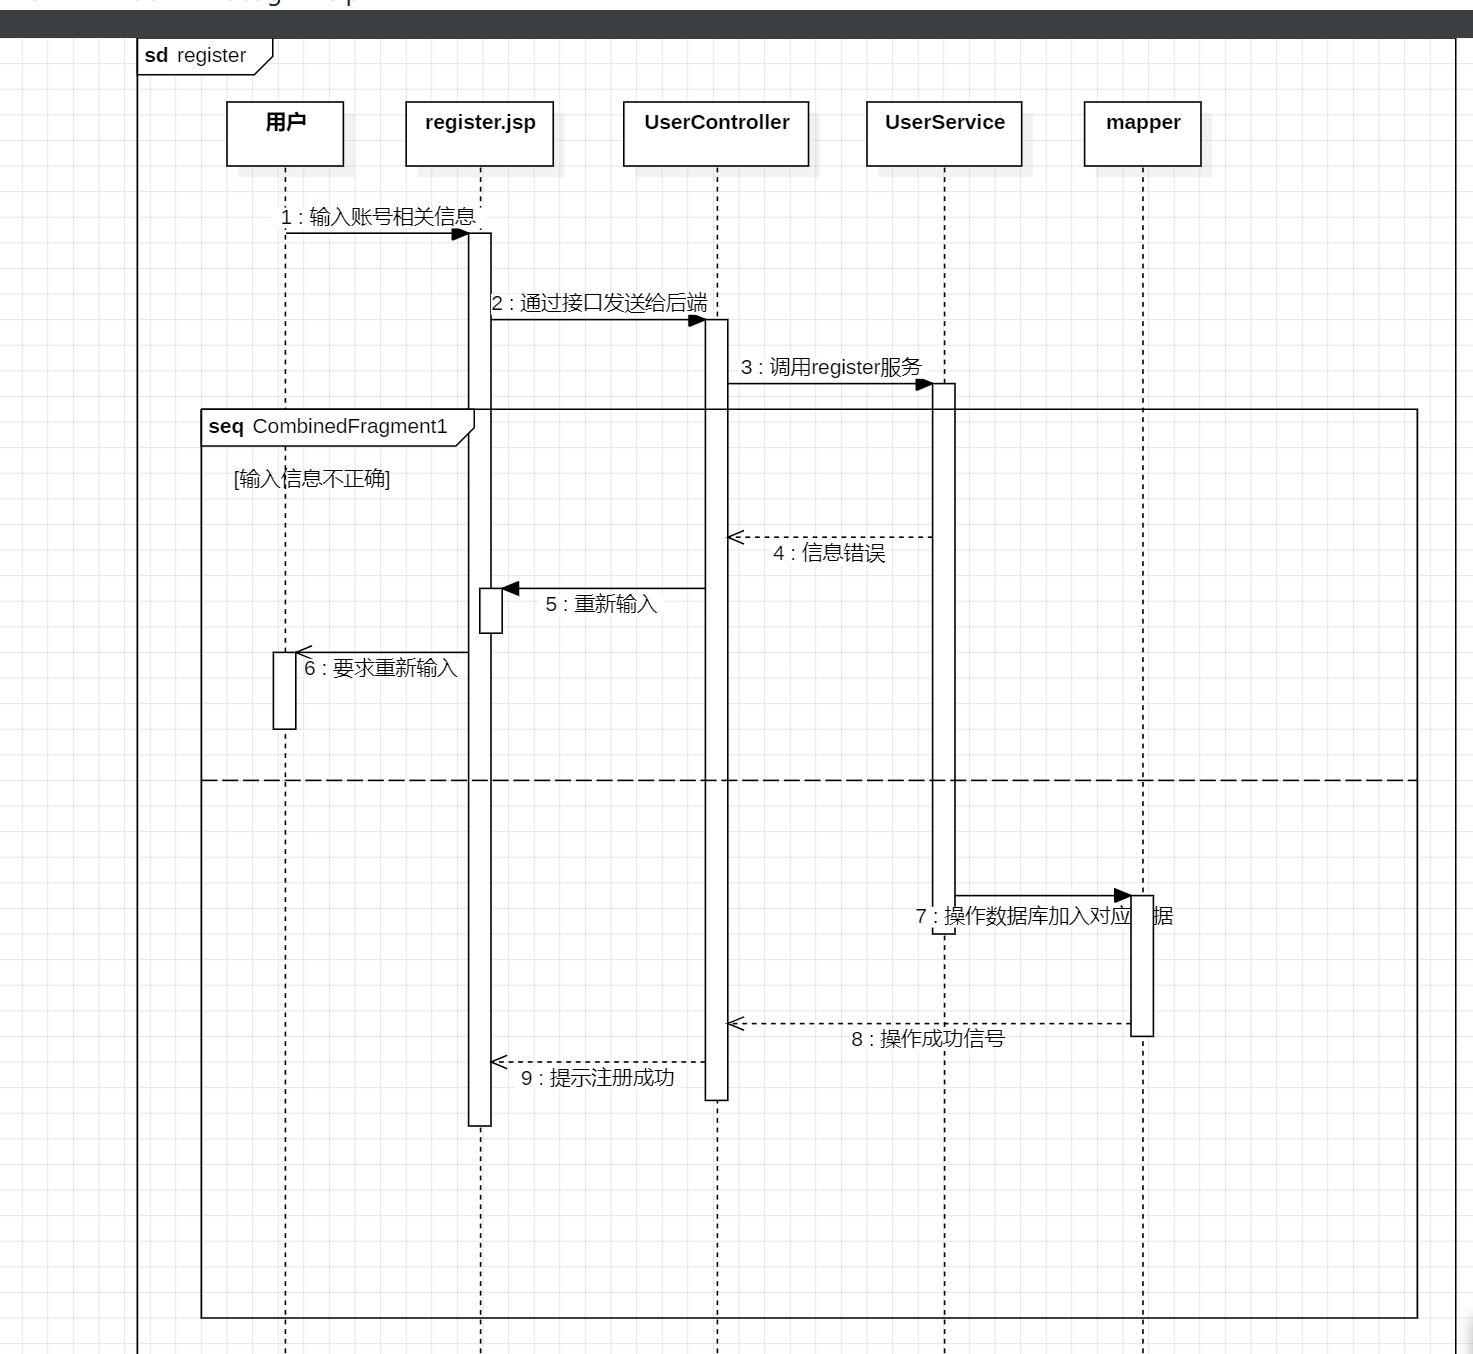 sd register
用户
register.jsp
UserController
UserService
mapper
1 : 输入账号相关信息
2 : 通过接口发送给后端
3 : 调用register服务
seq CombinedFragment1
[输入信息不正确]
4 : 信息错误
5 : 重新输入
6 : 要求重新输入
7 : 操作数据库加入对应 据
8 : 操作成功信号
9 : 提示注册成功